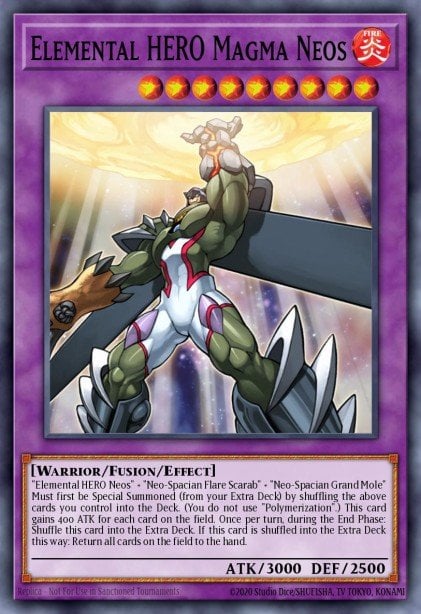 ELEMENTAL HERO MAGMA NEOS
FIRE
炎
[WARRIOR/FUSION/EFFECT]
"Elemental HERO Neos" + "Neo-Spacian Flare Scarab" + "Neo-Spacian Grand Mole"
Must first be Special Summoned (from your Extra Deck) by shuffling the above
cards you control into the Deck. (You do not use "Polymerization".) This card
gains 400 ATK for each card on the field. Once per turn, during the End Phase:
Shuffle this card into the Extra Deck. If this card is shuffled into the Extra Deck
this way: Return all cards on the field to the hand.
ATK/3000 DEF/2500
Replica - Not For Use in Sanctioned Tournaments
©2020 Studio Dice/SHUEISHA, TV TOKYO, KONAMI